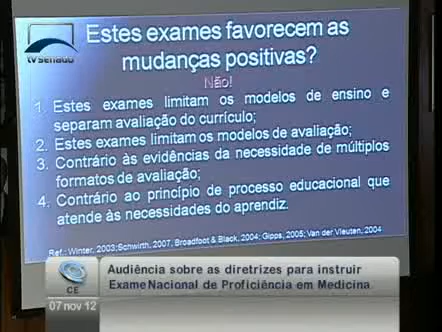 Estes exames favorecem as
mudanças positivas?
tv senado
Não!
1. Estes exames limitam os modelos de ensino e
separam avaliação do currículo;
2. Estes exames limitam os modelos de avaliação;
3. Contrário às evidências da necessidade de múltiplos
formatos de avaliação;
4. Contrário ao princípio de processo educacional que
atende às necessidades do aprendiz.
Ref.: Winter, 2003; Schwirth, 2007, Broadfoot & Black, 2004; Gipps, 2005; Van der Vleuten, 2004
Audiência sobre as diretrizes para instruir
Exame Nacional de Proficiência em Medicina
CE
07 nov 12